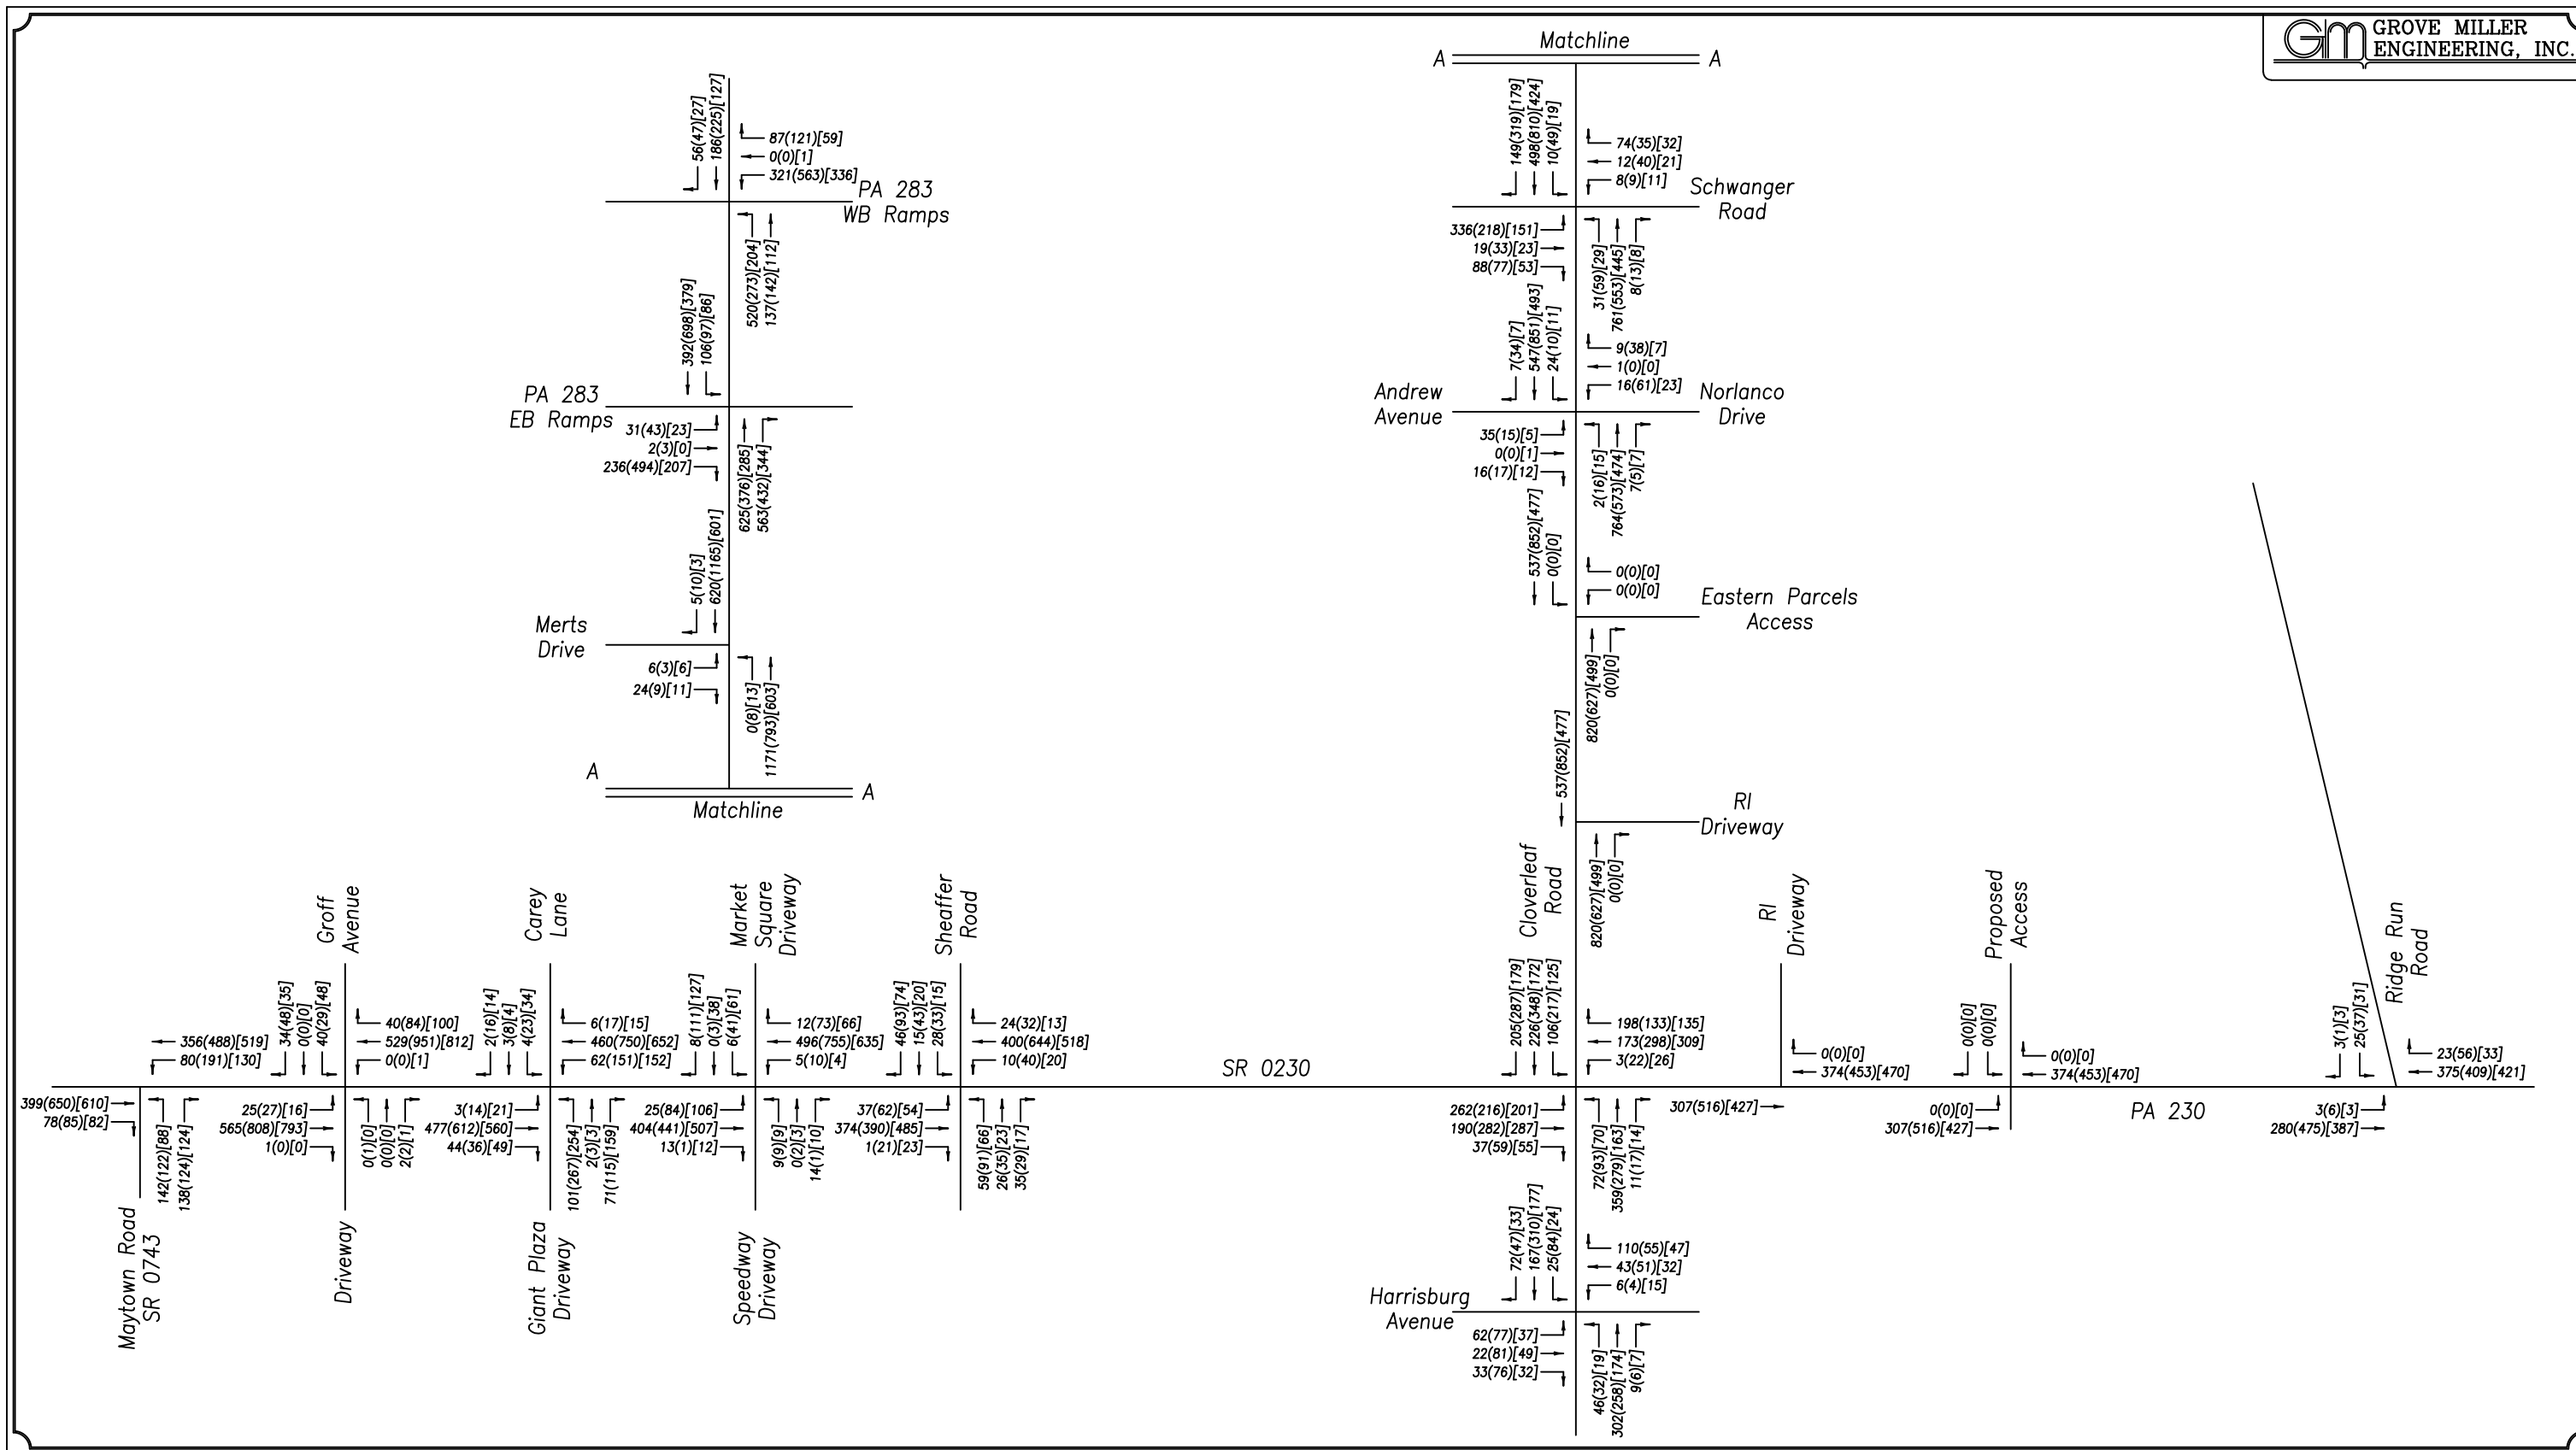 GROVE MILLER
ENGINEERING, INC.
Gm
Matchline
A
A
56(47)[27]
186(225)[127]
87(121)[59]
0(0)[1]
321(563)[336]
PA 283
WB Ramps
520(273)[204]
137(142)[112]
392(698)[379]
106(97)[86]
PA 283
EB Ramps
31(43)[23]
2(3)[0]
236(494)[207]
625(376)[285]
563(432)[344]
5(10)[3]
620(1165)[601]
Merts
Drive
6(3)[6]
24(9)[11]
0(8)[13]
1171(793)[603]
A
A
Matchline
149(319)[179]
498(810)[424]
10(49)[19]
74(35)[32]
12(40)[21]
8(9)[11]
Schwanger
Road
336(218)[151]
19(33)[23]
88(77)[53]
31(59)[29]
761(553)[445]
8(13)[8]
7(34)[7]
547(851)[493]
24(10)[11]
9(38)[7]
1(0)[0]
16(61)[23]
Andrew
Avenue
Norlanco
Drive
35(15)[5]
0(0)[1]
16(17)[12]
2(16)[15]
764(573)[474]
7(5)[7]
537(852)[477]
0(0)[0]
0(0)[0]
0(0)[0]
Eastern Parcels
Access
820(627)[499]
0(0)[0]
537(852)[477]
RI
Driveway
820(627)[499]
0(0)[0]
Cloverleaf
Road
Groff
Avenue
Carey
Lane
Market
Square
Driveway
Sheaffer
Road
RI
Driveway
Proposed
Access
Ridge Run
Road
356(488)[519]
80(191)[130]
399(650)[610]
78(85)[82]
142(122)[88]
138(124)[124]
Maytown Road
SR 0743
34(48)[35]
0(0)[0]
40(29)[48]
40(84)[100]
529(951)[812]
0(0)[1]
25(27)[16]
565(808)[793]
1(0)[0]
0(1)[0]
0(0)[0]
2(2)[1]
Driveway
2(16)[14]
3(8)[4]
4(23)[34]
6(17)[15]
460(750)[652]
62(151)[152]
3(14)[21]
477(612)[560]
44(36)[49]
101(267)[254]
2(3)[3]
71(115)[159]
Giant Plaza
Driveway
8(111)[127]
0(3)[38]
6(41)[61]
12(73)[66]
496(755)[635]
5(10)[4]
25(84)[106]
404(441)[507]
13(1)[12]
9(9)[9]
0(2)[3]
14(1)[10]
Speedway
Driveway
46(93)[74]
15(43)[20]
28(33)[15]
24(32)[13]
400(644)[518]
10(40)[20]
37(62)[54]
374(390)[485]
1(21)[23]
59(91)[66]
26(35)[23]
35(29)[17]
SR 0230
205(287)[179]
226(348)[172]
106(217)[125]
198(133)[135]
173(298)[309]
3(22)[26]
262(216)[201]
190(282)[287]
37(59)[55]
72(93)[70]
359(279)[163]
11(17)[14]
0(0)[0]
374(453)[470]
307(516)[427]
0(0)[0]
0(0)[0]
0(0)[0]
374(453)[470]
0(0)[0]
307(516)[427]
PA 230
3(1)[3]
25(37)[31]
23(56)[33]
375(409)[421]
3(6)[3]
280(475)[387]
72(47)[33]
167(310)[177]
25(84)[24]
110(55)[47]
43(51)[32]
6(4)[15]
Harrisburg
Avenue
62(77)[37]
22(81)[49]
33(76)[32]
46(32)[19]
302(258)[174]
9(6)[7]